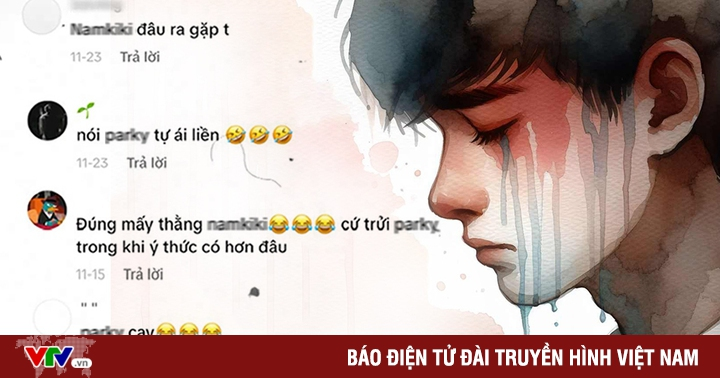 Namkiki đâu ra gặp t
11-23 Trả lời
nói parky tự ái liền 🤣🤣🤣
11-23 Trả lời
Đúng mấy thằng namkiki😂😂😂 cứ trửi parky
trong khi ý thức có hơn đâu
11-15 Trả lời
" "
parky cay😂😂😂
VTV.vn
BÁO ĐIỆN TỬ ĐÀI TRUYỀN HÌNH VIỆT NAM